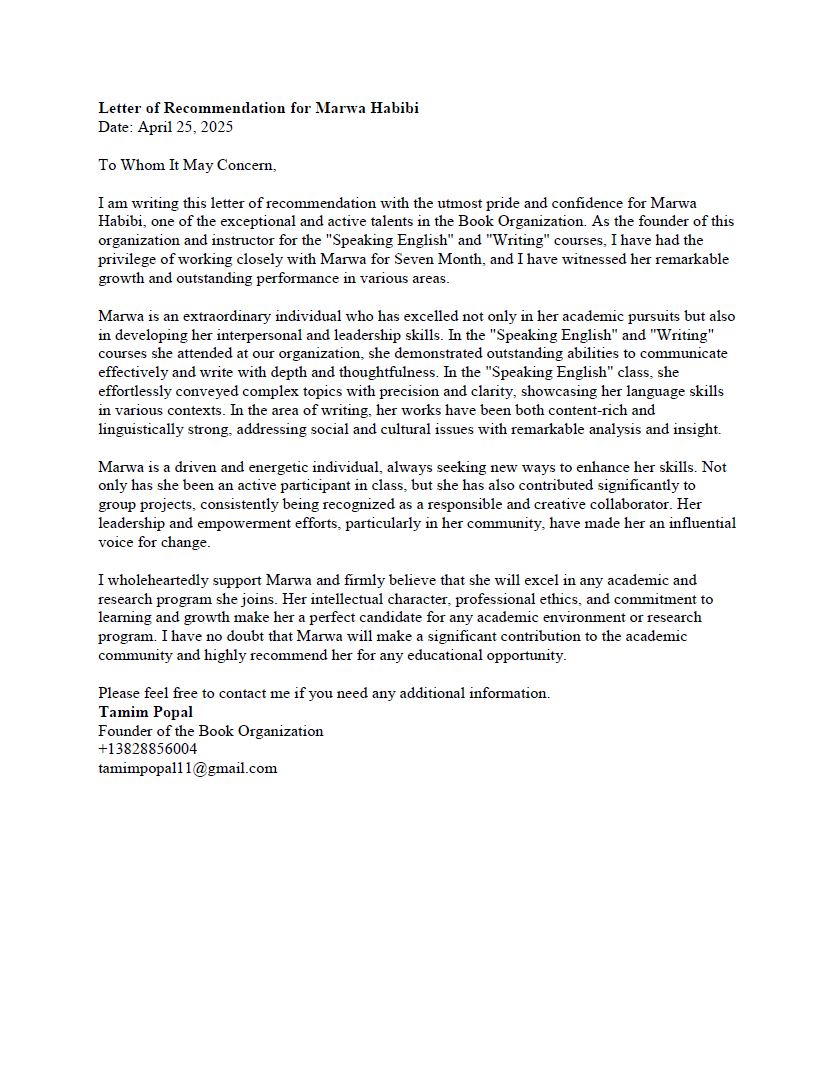 Letter of Recommendation for Marwa Habibi
Date: April 25, 2025
To Whom It May Concern,
I am writing this letter of recommendation with the utmost pride and confidence for Marwa
Habibi, one of the exceptional and active talents in the Book Organization. As the founder of this
organization and instructor for the "Speaking English" and "Writing" courses, I have had the
privilege of working closely with Marwa for Seven Month, and I have witnessed her remarkable
growth and outstanding performance in various areas.
Marwa is an extraordinary individual who has excelled not only in her academic pursuits but also
in developing her interpersonal and leadership skills. In the "Speaking English" and "Writing"
courses she attended at our organization, she demonstrated outstanding abilities to communicate
effectively and write with depth and thoughtfulness. In the "Speaking English" class, she
effortlessly conveyed complex topics with precision and clarity, showcasing her language skills
in various contexts. In the area of writing, her works have been both content-rich and
linguistically strong, addressing social and cultural issues with remarkable analysis and insight.
Marwa is a driven and energetic individual, always seeking new ways to enhance her skills. Not
only has she been an active participant in class, but she has also contributed significantly to
group projects, consistently being recognized as a responsible and creative collaborator. Her
leadership and empowerment efforts, particularly in her community, have made her an influential
voice for change.
I wholeheartedly support Marwa and firmly believe that she will excel in any academic and
research program she joins. Her intellectual character, professional ethics, and commitment to
learning and growth make her a perfect candidate for any academic environment or research
program. I have no doubt that Marwa will make a significant contribution to the academic
community and highly recommend her for any educational opportunity.
Please feel free to contact me if you need any additional information.
Tamim Popal
Founder of the Book Organization
+13828856004
tamimpopal11@gmail.com